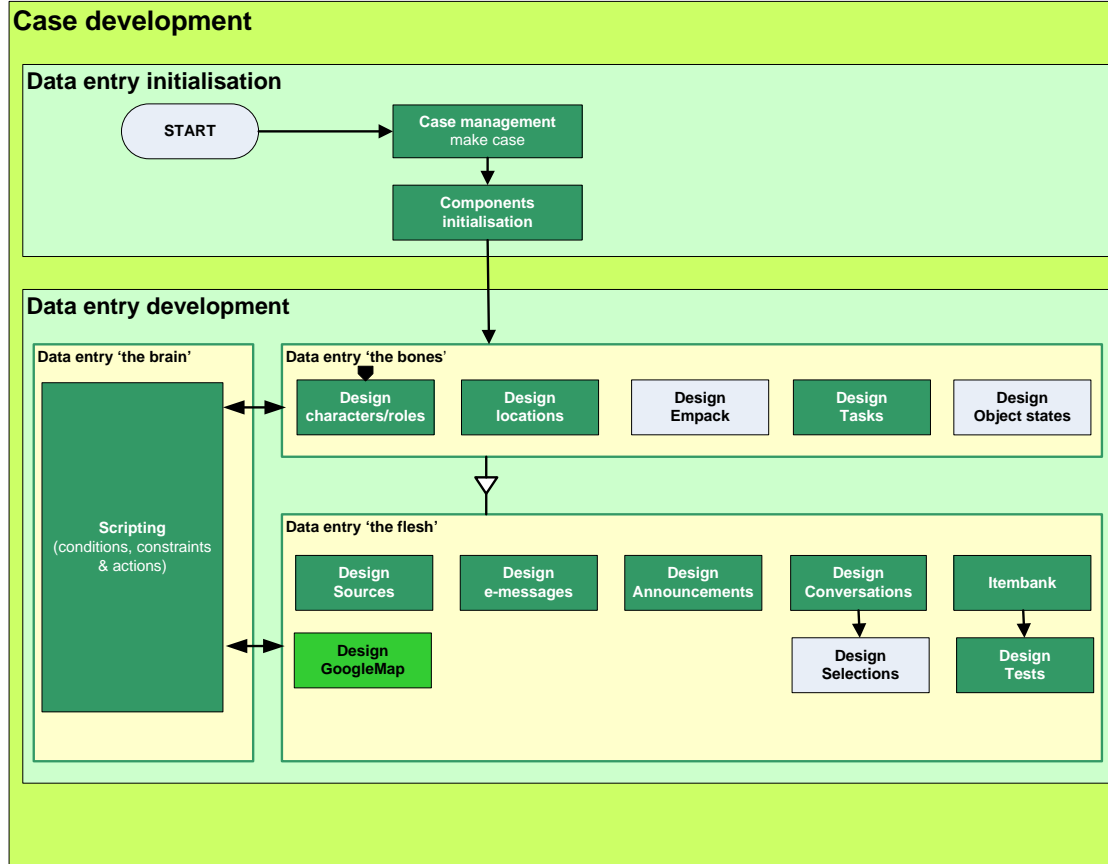 Case development
Data entry initialisation
START
Case management
make case
Components
initialisation
Data entry development
Data entry ‘the brain’
Scripting
(conditions, constraints
& actions)
Data entry ‘the bones’
Design
characters/roles
Design
locations
Design
Empack
Design
Tasks
Design
Object states
Data entry ‘the flesh’
Design
Sources
Design
e-messages
Design
Announcements
Design
Conversations
Itembank
Design
GoogleMap
Design
Selections
Design
Tests